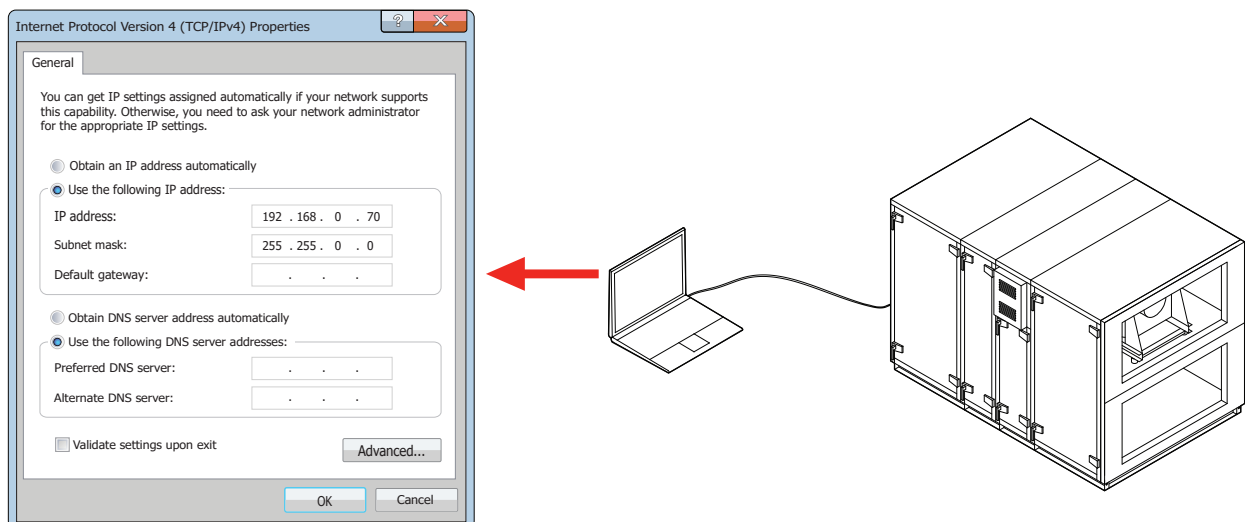 Internet Protocol Version 4 (TCP/IPv4) Properties
?
X
General
You can get IP settings assigned automatically if your network supports
this capability. Otherwise, you need to ask your network administrator
for the appropriate IP settings.
Obtain an IP address automatically
Use the following IP address:
IP address: 192 . 168 . 0 . 70
Subnet mask: 255 . 255 . 0 . 0
Default gateway: . . .
Obtain DNS server address automatically
Use the following DNS server addresses:
Preferred DNS server: . . .
Alternate DNS server: . . .
Validate settings upon exit
Advanced...
OK Cancel